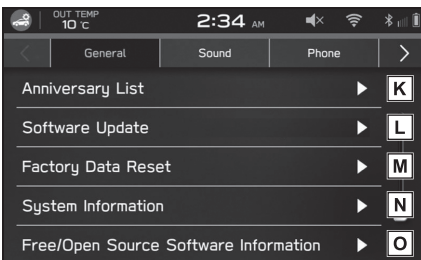 OUT TEMP
10 °C
2:34 AM
General Sound Phone
Anniversary List K
Software Update L
Factory Data Reset M
System Information N
Free/Open Source Software Information O